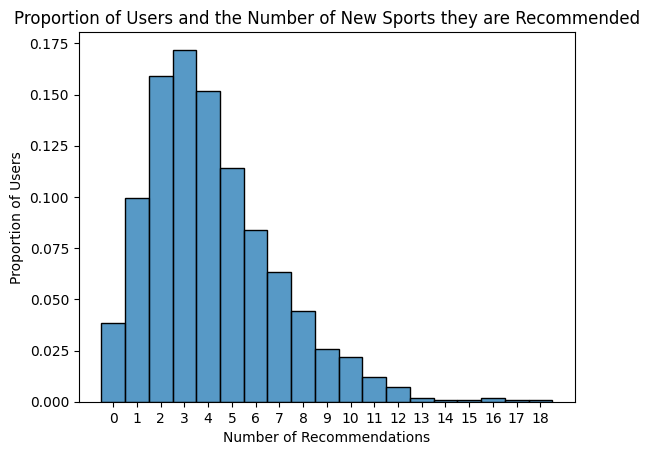 Proportion of Users and the Number of New Sports they are Recommended
0.175
0.150
0.125
0.100
0.075
0.050
0.025
0.000
Proportion of Users
0 1 2 3 4 5 6 7 8 9 10 11 12 13 14 15 16 17 18
Number of Recommendations